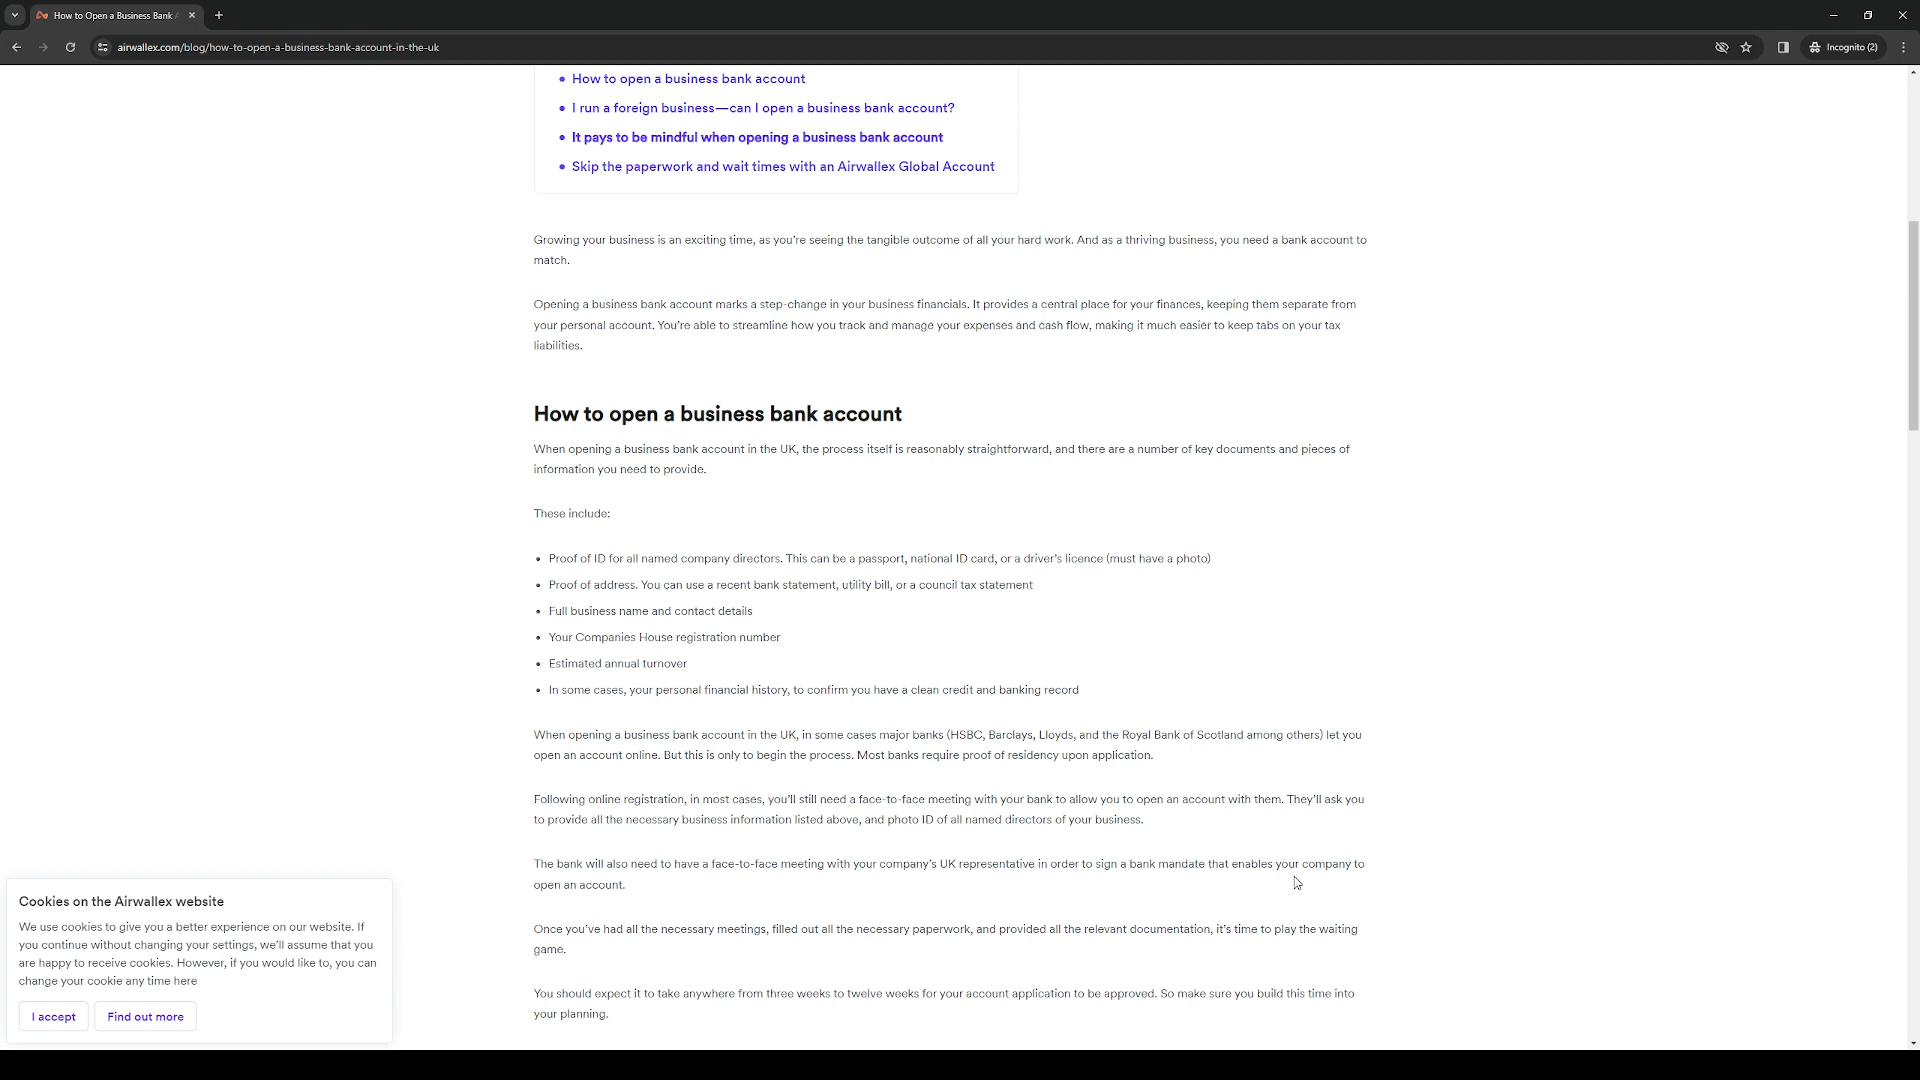 How to Open a Business Bank A
airwallex.com/blog/how-to-open-a-business-bank-account-in-the-uk
Incognito (2)
How to open a business bank account
I run a foreign business—can I open a business bank account?
It pays to be mindful when opening a business bank account
Skip the paperwork and wait times with an Airwallex Global Account
Growing your business is an exciting time, as you're seeing the tangible outcome of all your hard work. And as a thriving business, you need a bank account to
match.
Opening a business bank account marks a step-change in your business financials. It provides a central place for your finances, keeping them separate from
your personal account. You're able to streamline how you track and manage your expenses and cash flow, making it much easier to keep tabs on your tax
liabilities.
How to open a business bank account
When opening a business bank account in the UK, the process itself is reasonably straightforward, and there are a number of key documents and pieces of
information you need to provide.
These include:
• Proof of ID for all named company directors. This can be a passport, national ID card, or a driver's licence (must have a photo)
• Proof of address. You can use a recent bank statement, utility bill, or a council tax statement
• Full business name and contact details
• Your Companies House registration number
• Estimated annual turnover
• In some cases, your personal financial history, to confirm you have a clean credit and banking record
When opening a business bank account in the UK, in some cases major banks (HSBC, Barclays, Lloyds, and the Royal Bank of Scotland among others) let you
open an account online. But this is only to begin the process. Most banks require proof of residency upon application.
Following online registration, in most cases, you'll still need a face-to-face meeting with your bank to allow you to open an account with them. They'll ask you
to provide all the necessary business information listed above, and photo ID of all named directors of your business.
The bank will also need to have a face-to-face meeting with your company's UK representative in order to sign a bank mandate that enables your company to
open an account.
Once you've had all the necessary meetings, filled out all the necessary paperwork, and provided all the relevant documentation, it's time to play the waiting
game.
You should expect it to take anywhere from three weeks to twelve weeks for your account application to be approved. So make sure you build this time into
your planning.
Cookies on the Airwallex website
We use cookies to give you a better experience on our website. If
you continue without changing your settings, we'll assume that you
are happy to receive cookies. However, if you would like to, you can
change your cookie any time here
I accept
Find out more